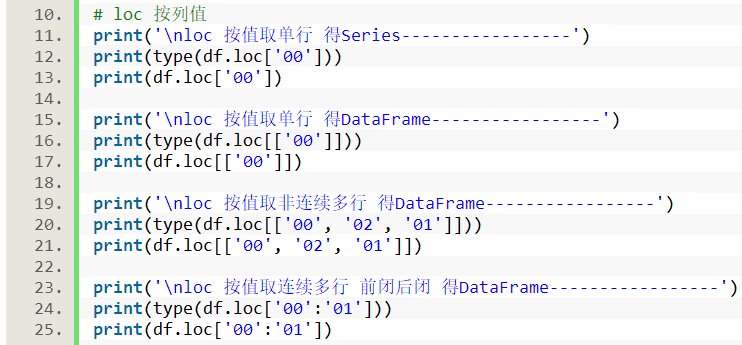 10. # loc 按列值
11. print('\nloc 按值取单行 得Series-----------------')
12. print(type(df.loc['00']))
13. print(df.loc['00'])
14.
15. print('\nloc 按值取单行 得DataFrame-----------------')
16. print(type(df.loc[['00']]))
17. print(df.loc[['00']])
18.
19. print('\nloc 按值取非连续多行 得DataFrame-----------------')
20. print(type(df.loc[['00', '02', '01']]))
21. print(df.loc[['00', '02', '01']])
22.
23. print('\nloc 按值取连续多行 前闭后闭 得DataFrame-----------------')
24. print(type(df.loc['00':'01']))
25. print(df.loc['00':'01'])